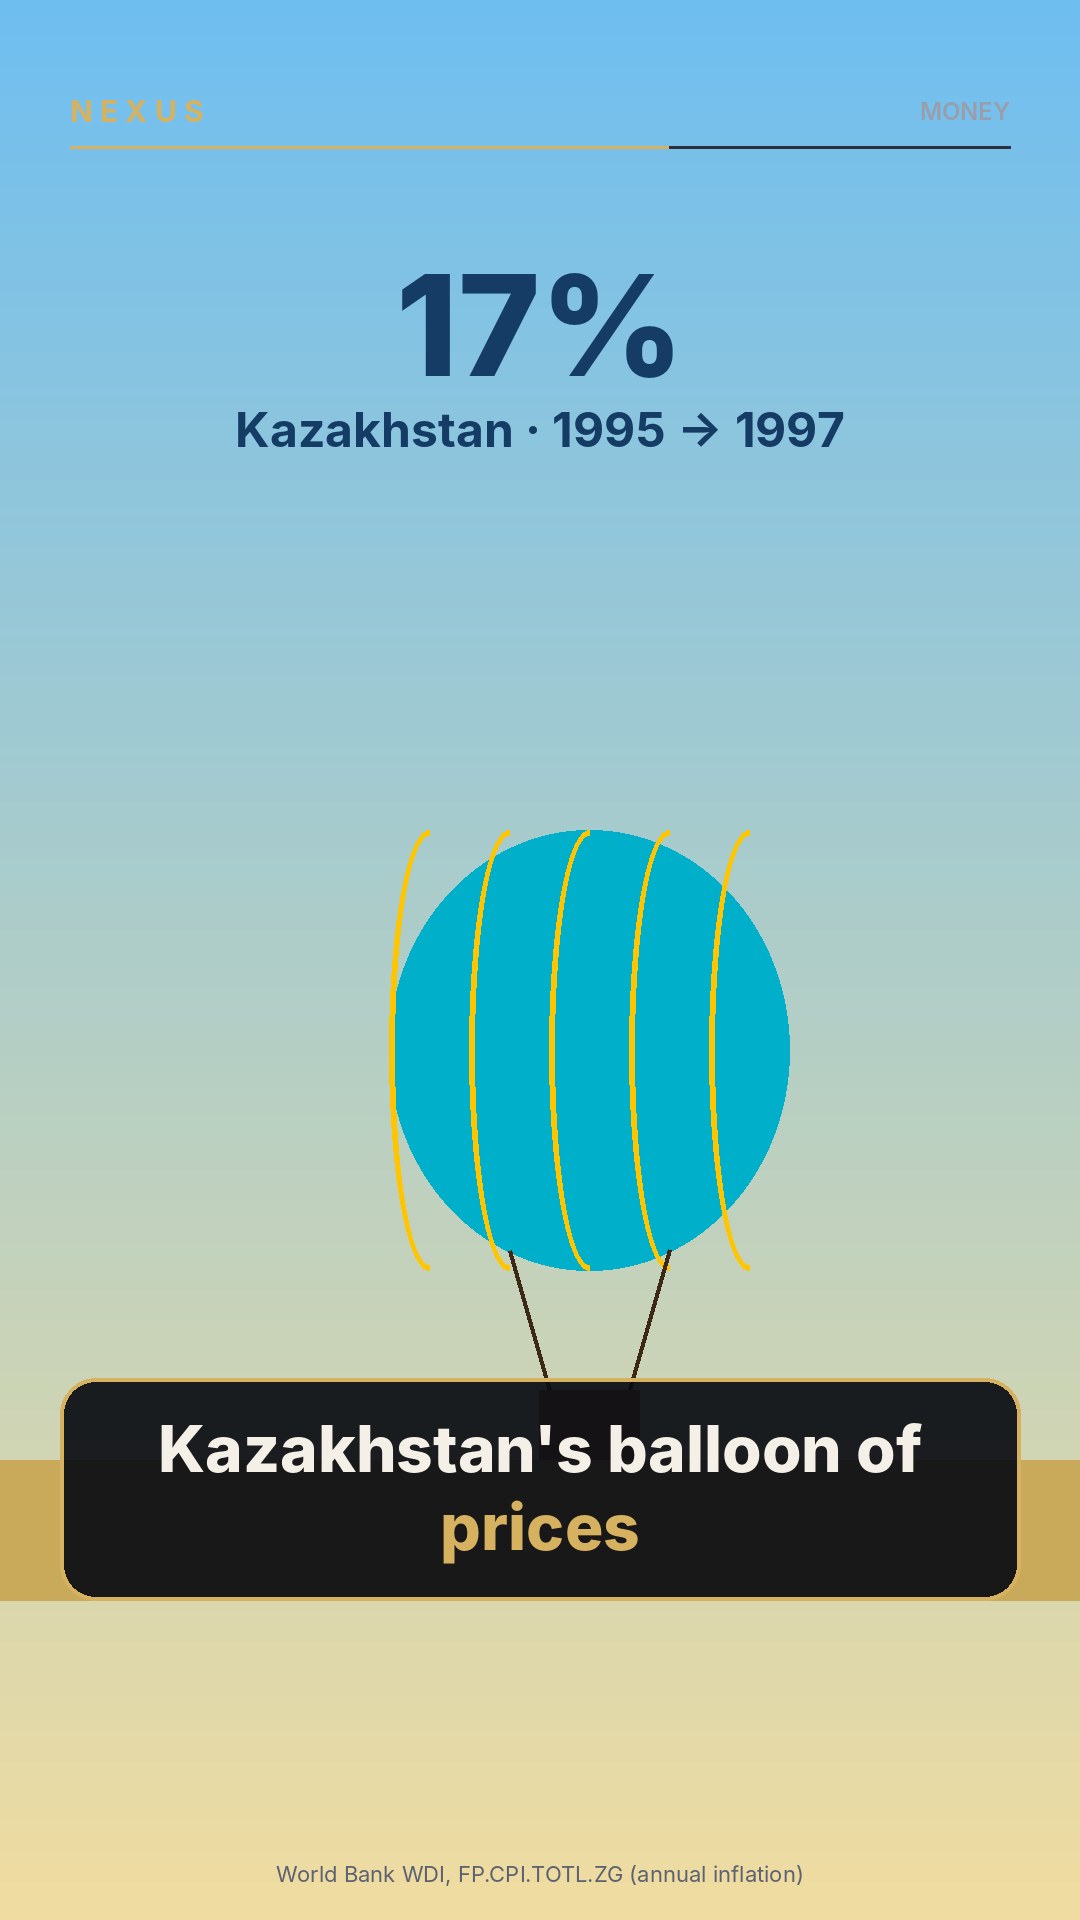 NEXUS
MONEY
17%
Kazakhstan · 1995 → 1997
Kazakhstan's balloon of
prices
World Bank WDI, FP.CPI.TOTL.ZG (annual inflation)